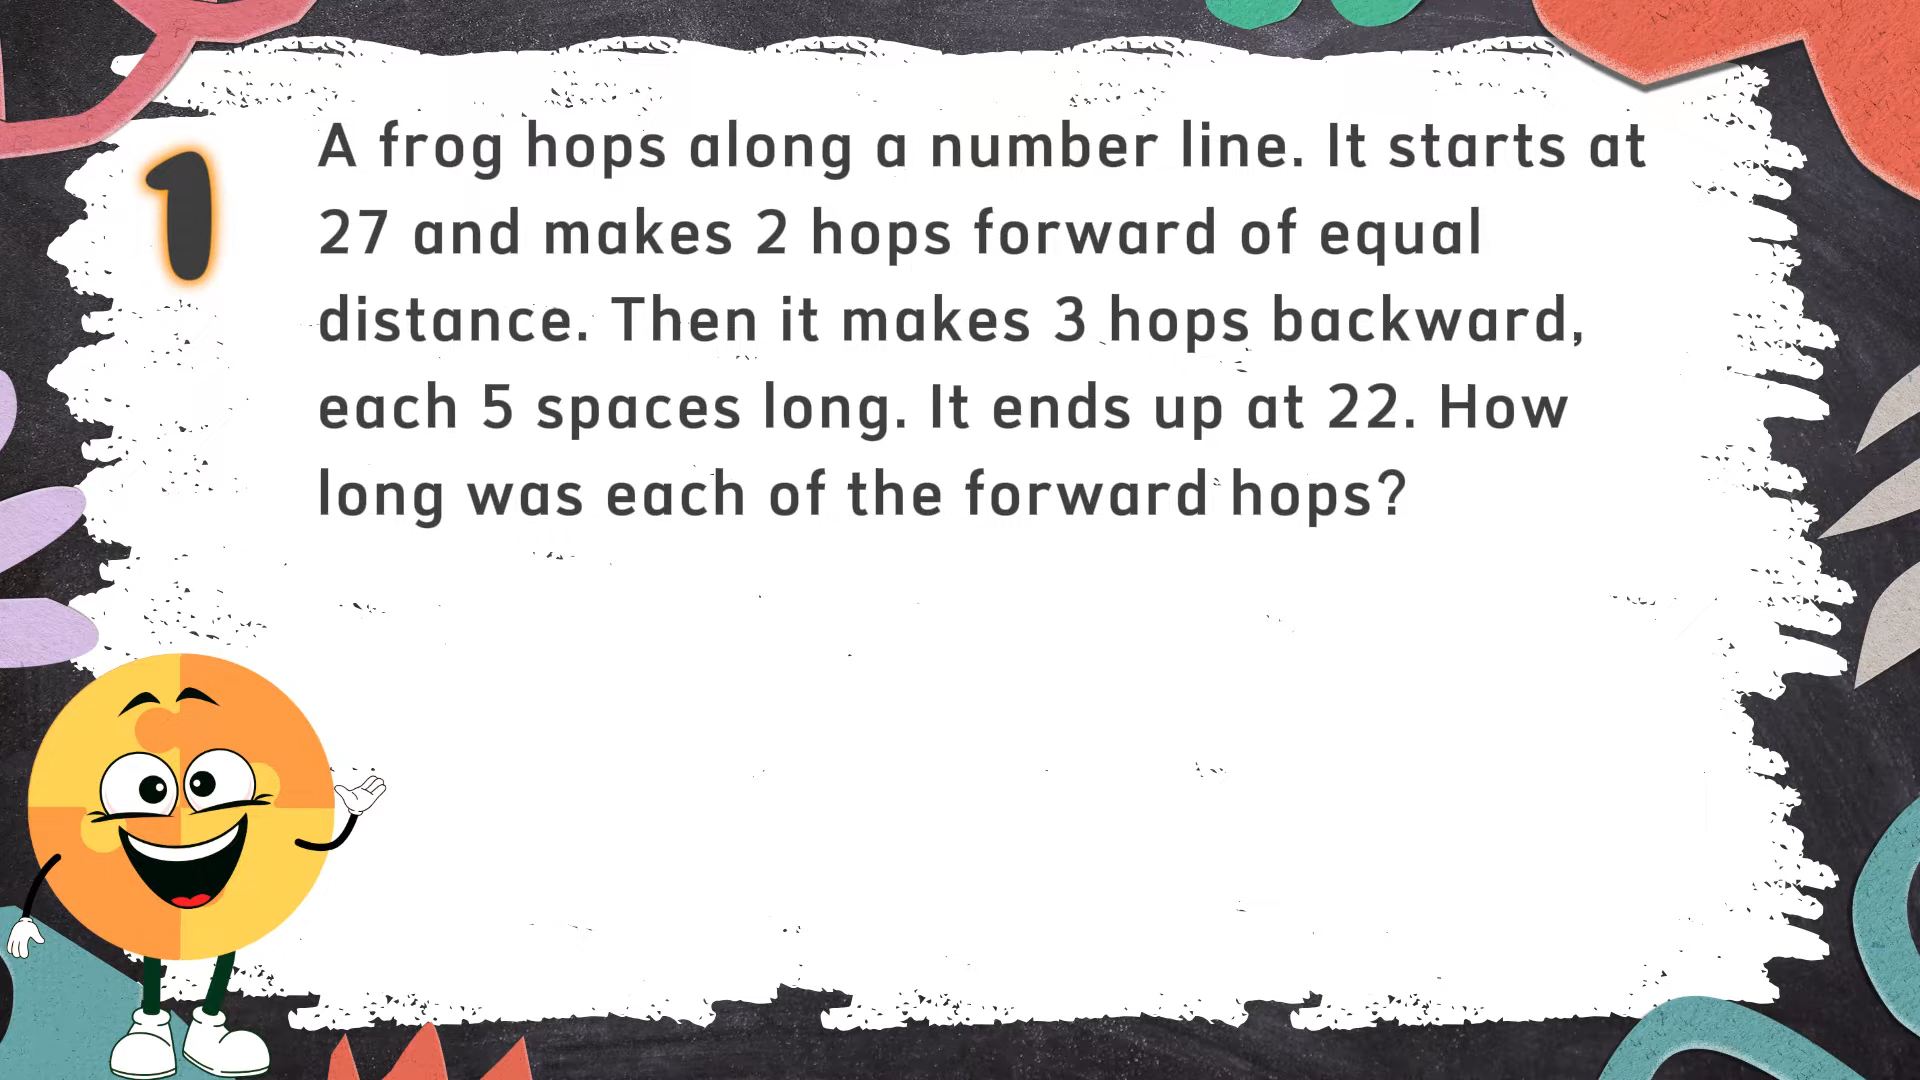 1
A frog hops along a number line. It starts at
27 and makes 2 hops forward of equal
distance. Then it makes 3 hops backward,
each 5 spaces long. It ends up at 22. How
long was each of the forward hops?